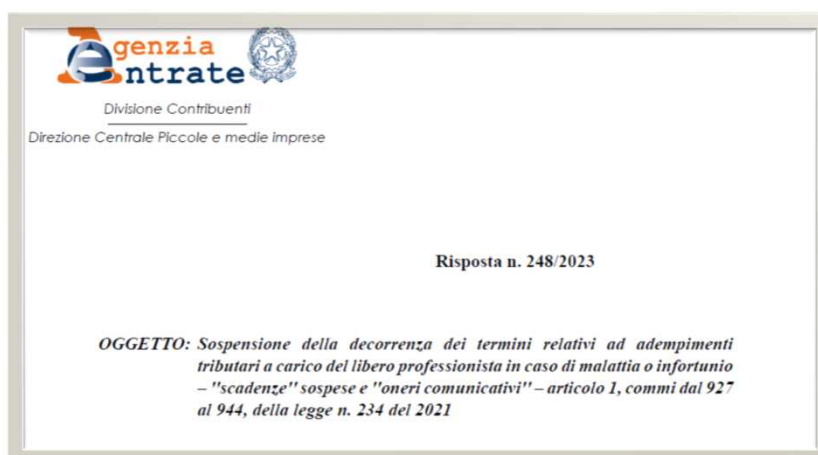 Agenzia
Entrate
Divisione Contribuenti
Direzione Centrale Piccole e medie imprese
Risposta n. 248/2023
OGGETTO: Sospensione della decorrenza dei termini relativi ad adempimenti
tributari a carico del libero professionista in caso di malattia o infortunio
– "scadenze" sospese e "oneri comunicativi" – articolo 1, commi dal 927
al 944, della legge n. 234 del 2021